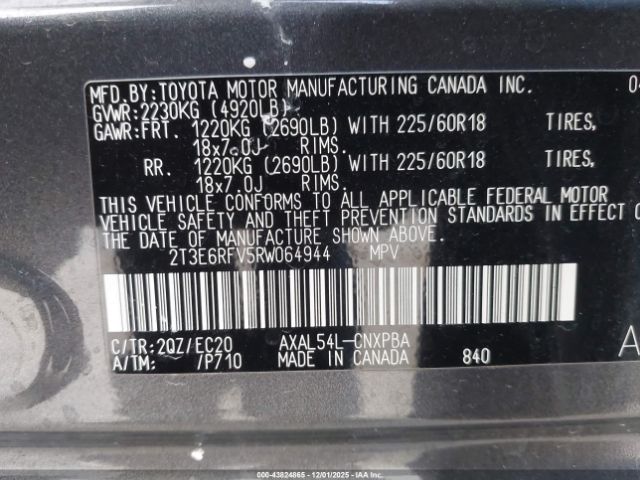 MFD.BY:TOYOTA MOTOR MANUFACTURING CANADA INC. 04
GVWR:2230KG (4920LB)
GAWR:FRT. 1220KG (2690LB) WITH 225/60R18 TIRES,
18x7.0J RIMS.
RR. 1220KG (2690LB) WITH 225/60R18 TIRES,
18x7.0J RIMS.
THIS VEHICLE CONFORMS TO ALL APPLICABLE FEDERAL MOTOR
VEHICLE SAFETY AND THEFT PREVENTION STANDARDS IN EFFECT
THE DATE OF MANUFACTURE SHOWN ABOVE.
2T3E6RFV5RW064944 MPV
C/TR:2QZ/EC20 AXAL54L-CNXPBA
A/TM: /P710 MADE IN CANADA 840 A
© 000-43824865 - 12/01/2025 - IAA Inc.